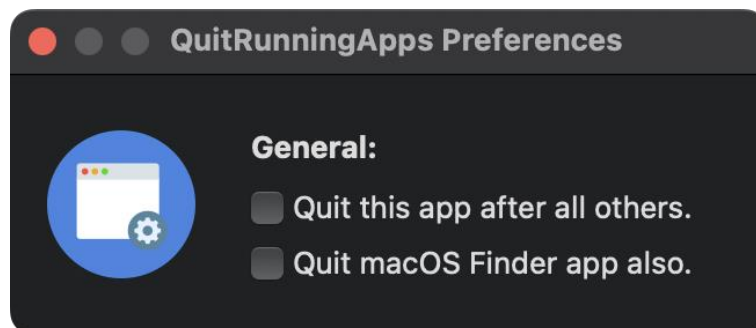 QuitRunningApps Preferences
General:
Quit this app after all others.
Quit macOS Finder app also.